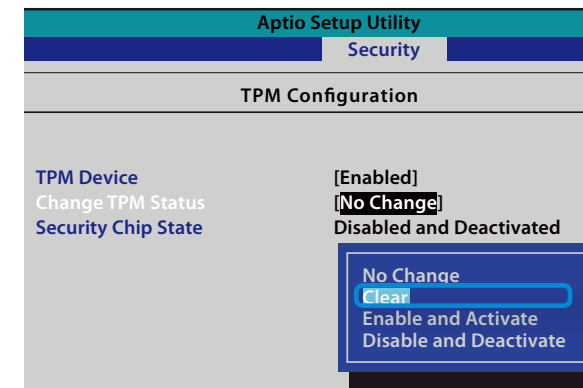 Aptio Setup Utility
Security
TPM Configuration
TPM Device [Enabled]
Change TPM Status [No Change]
Security Chip State Disabled and Deactivated
No Change
Clear
Enable and Activate
Disable and Deactivate